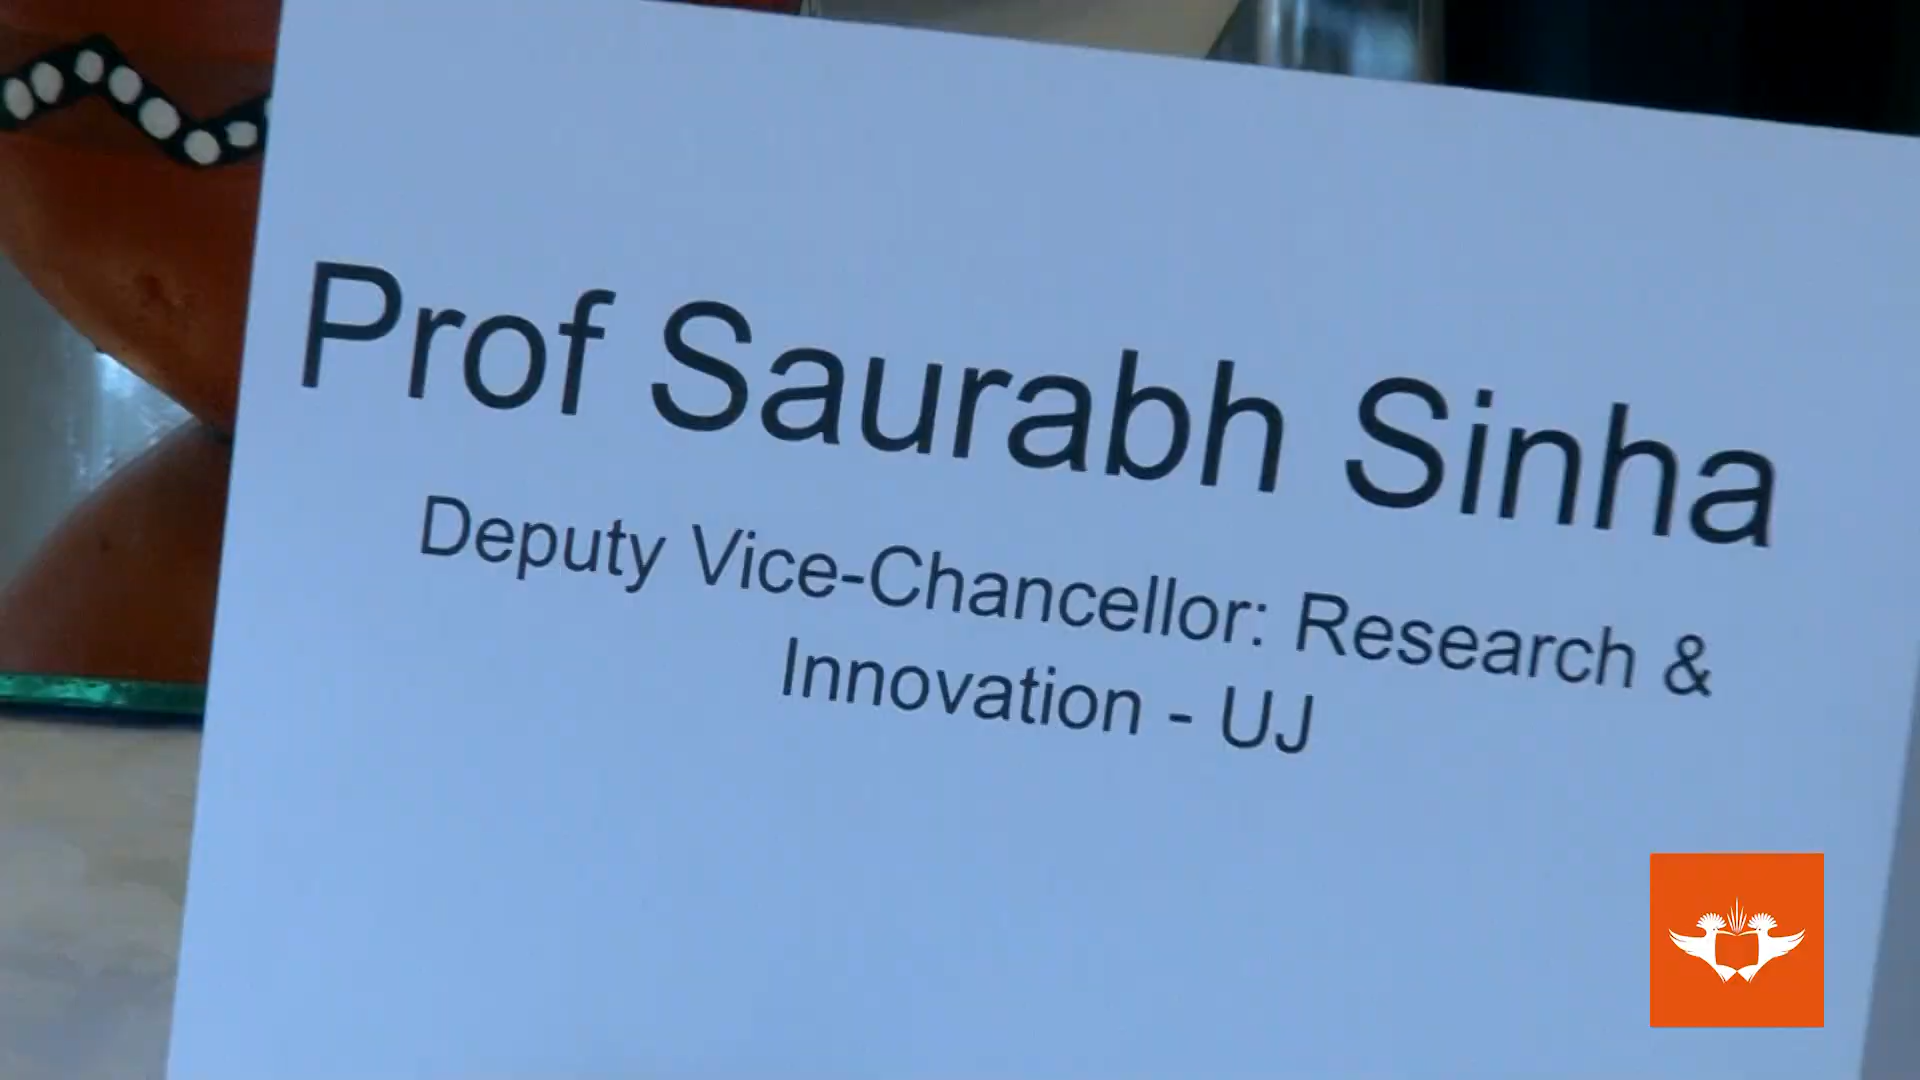 Prof Saurabh Sinha
Deputy Vice-Chancellor: Research &
Innovation - UJ